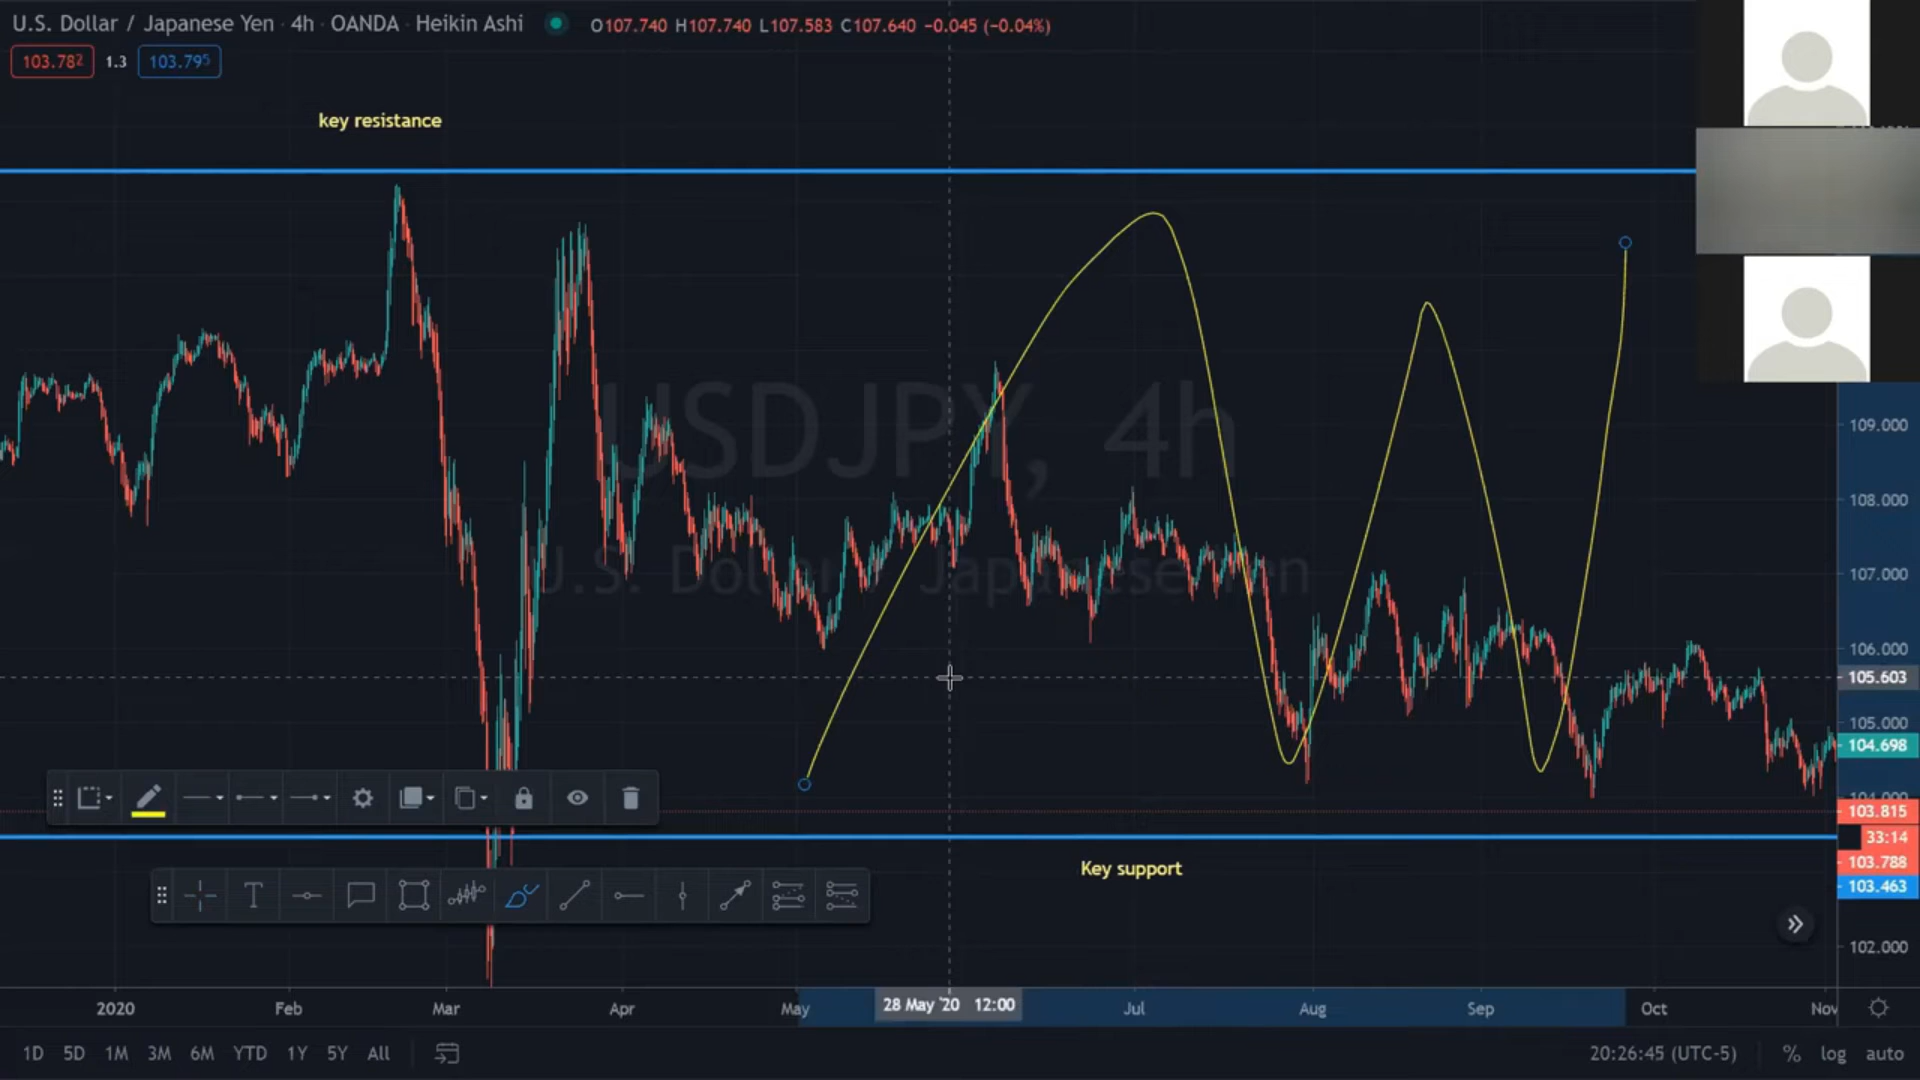 U.S. Dollar / Japanese Yen · 4h · OANDA · Heikin Ashi O107.740 H107.740 L107.583 C107.640 −0.045 (−0.04%)
103.782 1.3 103.795
key resistance
USDJPY, 4h
U.S. Dollar / Japanese Yen
109.000
108.000
107.000
106.000
105.603
105.000
104.698
104.000
103.815
33:14
103.788
103.463
102.000
Key support
T
2020 Feb Mar Apr May 28 May '20 12:00 Jul Aug Sep Oct Nov
1D 5D 1M 3M 6M YTD 1Y 5Y All 20:26:45 (UTC-5) % log auto